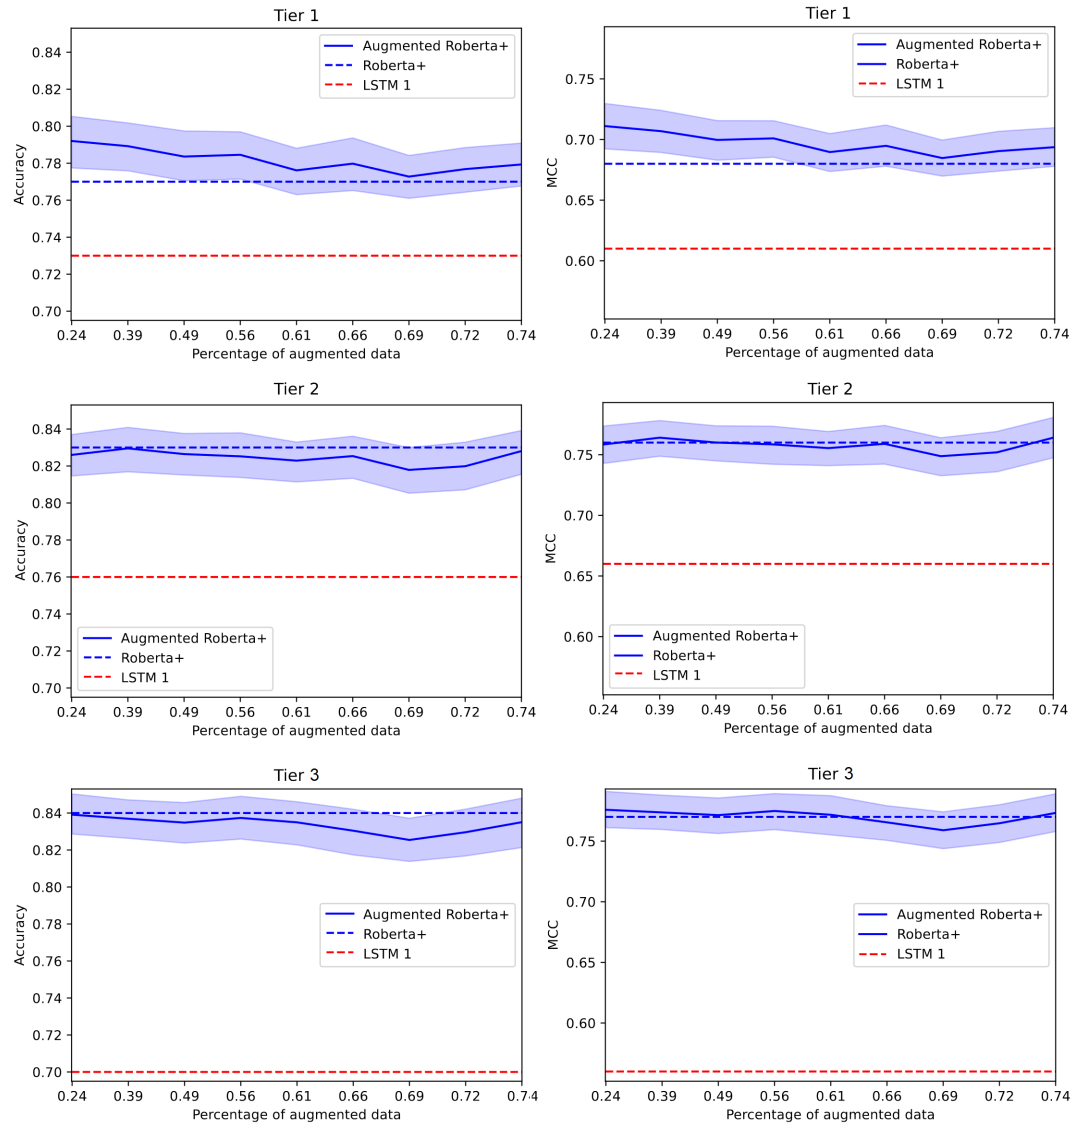 Tier 1
0.84
0.82
0.80
0.78
0.76
0.74
0.72
0.70
Accuracy
Augmented Roberta+
Roberta+
LSTM 1
0.24 0.39 0.49 0.56 0.61 0.66 0.69 0.72 0.74
Percentage of augmented data
Tier 1
0.75
0.70
0.65
0.60
MCC
Augmented Roberta+
Roberta+
LSTM 1
0.24 0.39 0.49 0.56 0.61 0.66 0.69 0.72 0.74
Percentage of augmented data
Tier 2
0.84
0.82
0.80
0.78
0.76
0.74
0.72
0.70
Accuracy
Augmented Roberta+
Roberta+
LSTM 1
0.24 0.39 0.49 0.56 0.61 0.66 0.69 0.72 0.74
Percentage of augmented data
Tier 2
0.75
0.70
0.65
0.60
MCC
Augmented Roberta+
Roberta+
LSTM 1
0.24 0.39 0.49 0.56 0.61 0.66 0.69 0.72 0.74
Percentage of augmented data
Tier 3
0.84
0.82
0.80
0.78
0.76
0.74
0.72
0.70
Accuracy
Augmented Roberta+
Roberta+
LSTM 1
0.24 0.39 0.49 0.56 0.61 0.66 0.69 0.72 0.74
Percentage of augmented data
Tier 3
0.75
0.70
0.65
0.60
MCC
Augmented Roberta+
Roberta+
LSTM 1
0.24 0.39 0.49 0.56 0.61 0.66 0.69 0.72 0.74
Percentage of augmented data